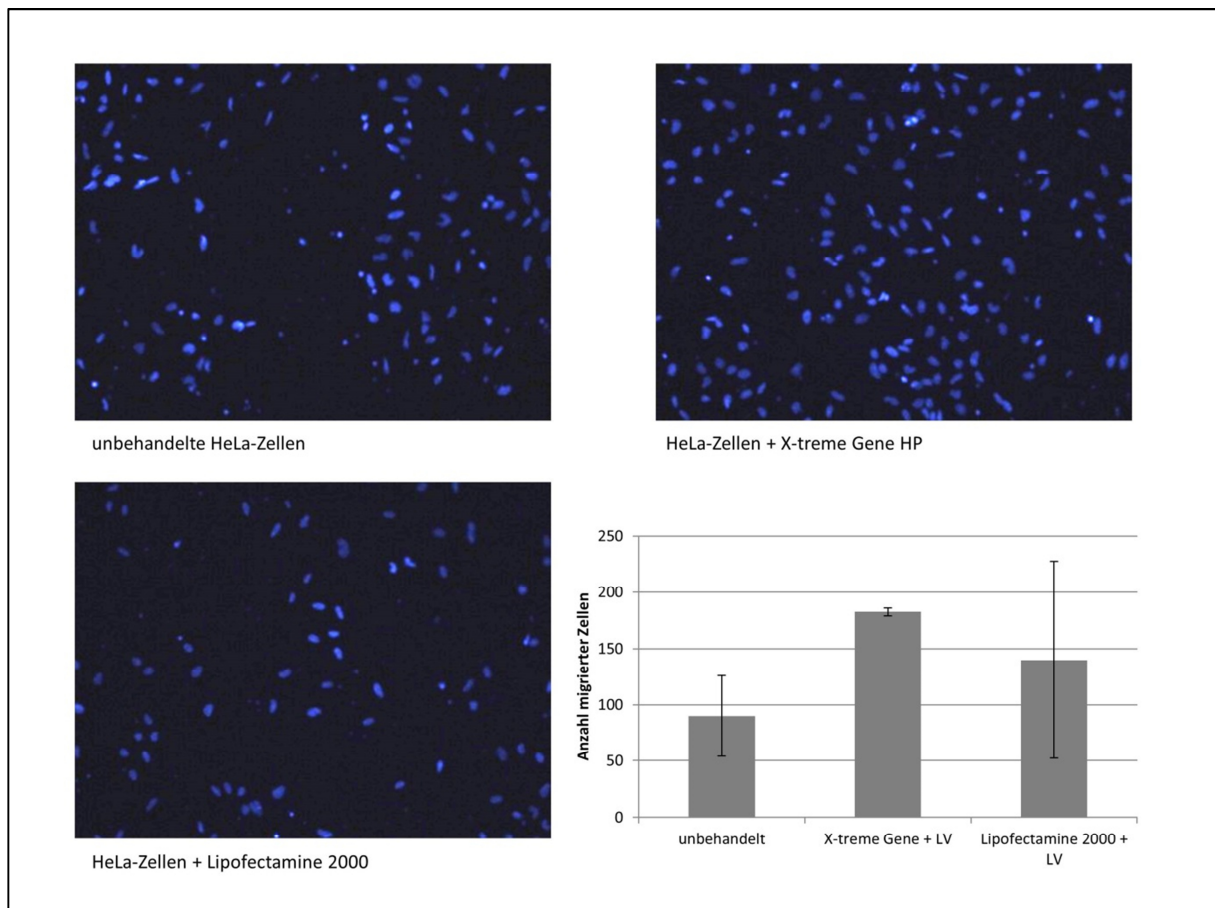 unbehandelte HeLa-Zellen
HeLa-Zellen + X-treme Gene HP
HeLa-Zellen + Lipofectamine 2000
Anzahl migrierter Zellen
250
200
150
100
50
0
unbehandelt
X-treme Gene + LV
Lipofectamine 2000 +
LV